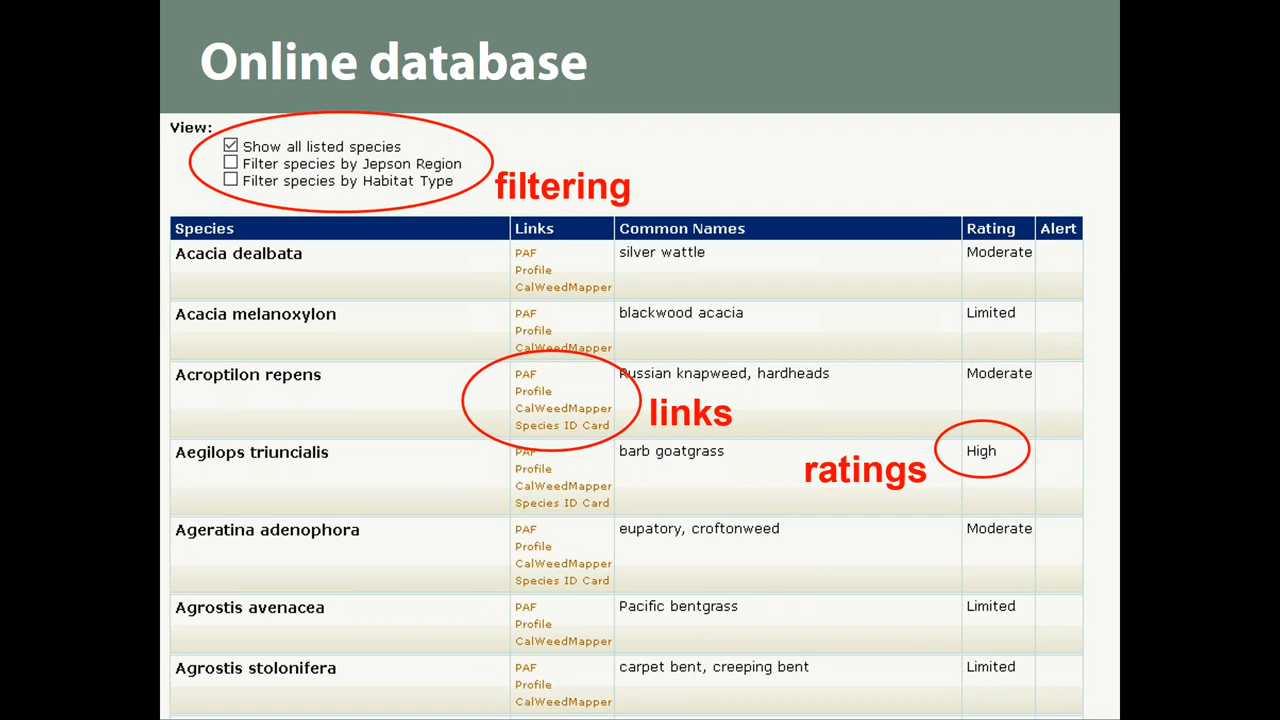 Online database
View:
Show all listed species
Filter species by Jepson Region
Filter species by Habitat Type
filtering
Species Links Common Names Rating Alert
Acacia dealbata PAF silver wattle Moderate
Profile
CalWeedMapper
Acacia melanoxylon PAF blackwood acacia Limited
Profile
CalWeedMapper
Acroptilon repens PAF Russian knapweed, hardheads Moderate
Profile
CalWeedMapper
Species ID Card
links
Aegilops triuncialis PAF barb goatgrass High
ratings
Profile
CalWeedMapper
Species ID Card
Ageratina adenophora PAF eupatory, croftonweed Moderate
Profile
CalWeedMapper
Species ID Card
Agrostis avenacea PAF Pacific bentgrass Limited
Profile
CalWeedMapper
Agrostis stolonifera PAF carpet bent, creeping bent Limited
Profile
CalWeedMapper